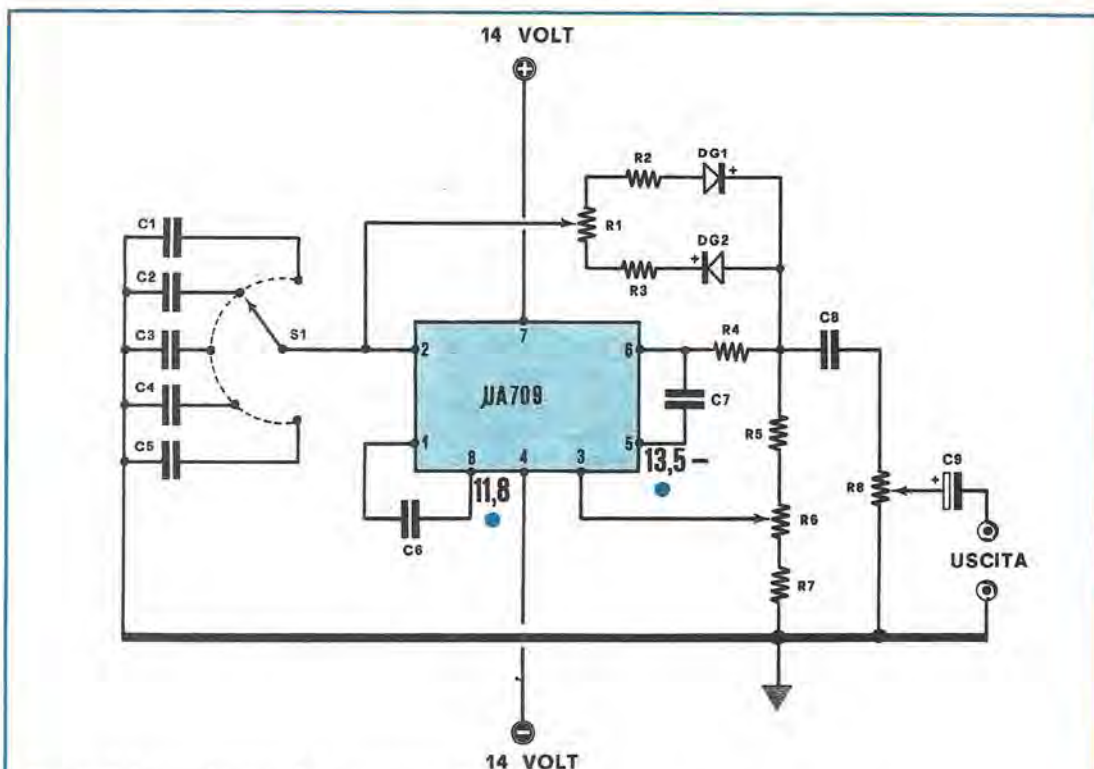 14 VOLT
+
R2
DG1
+
C1
R1
DG2
+
C2
R3
C3
S1
C8
2
7
6
R4
C4
µA709
C7
R5
C5
1
8
4
3
5
13,5 –
11,8
R8
C9
+
R6
C6
USCITA
R7
–
14 VOLT